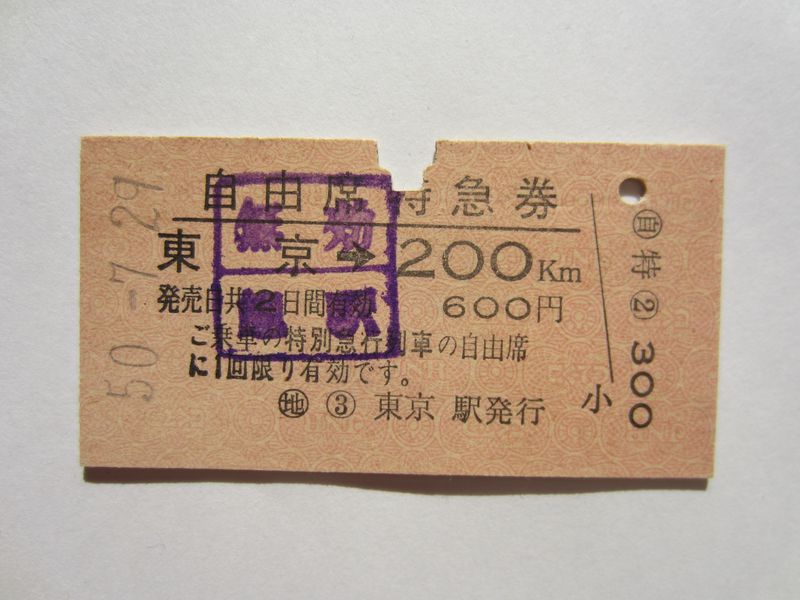 50.-7.29
自由席特急券
東京→200Km
発売日共2日間有効 600円
ご乗車の特別急行列車の自由席
に1回限り有効です。
㊞地 ③ 東京 駅発行
小
自 特 ② 300
無効